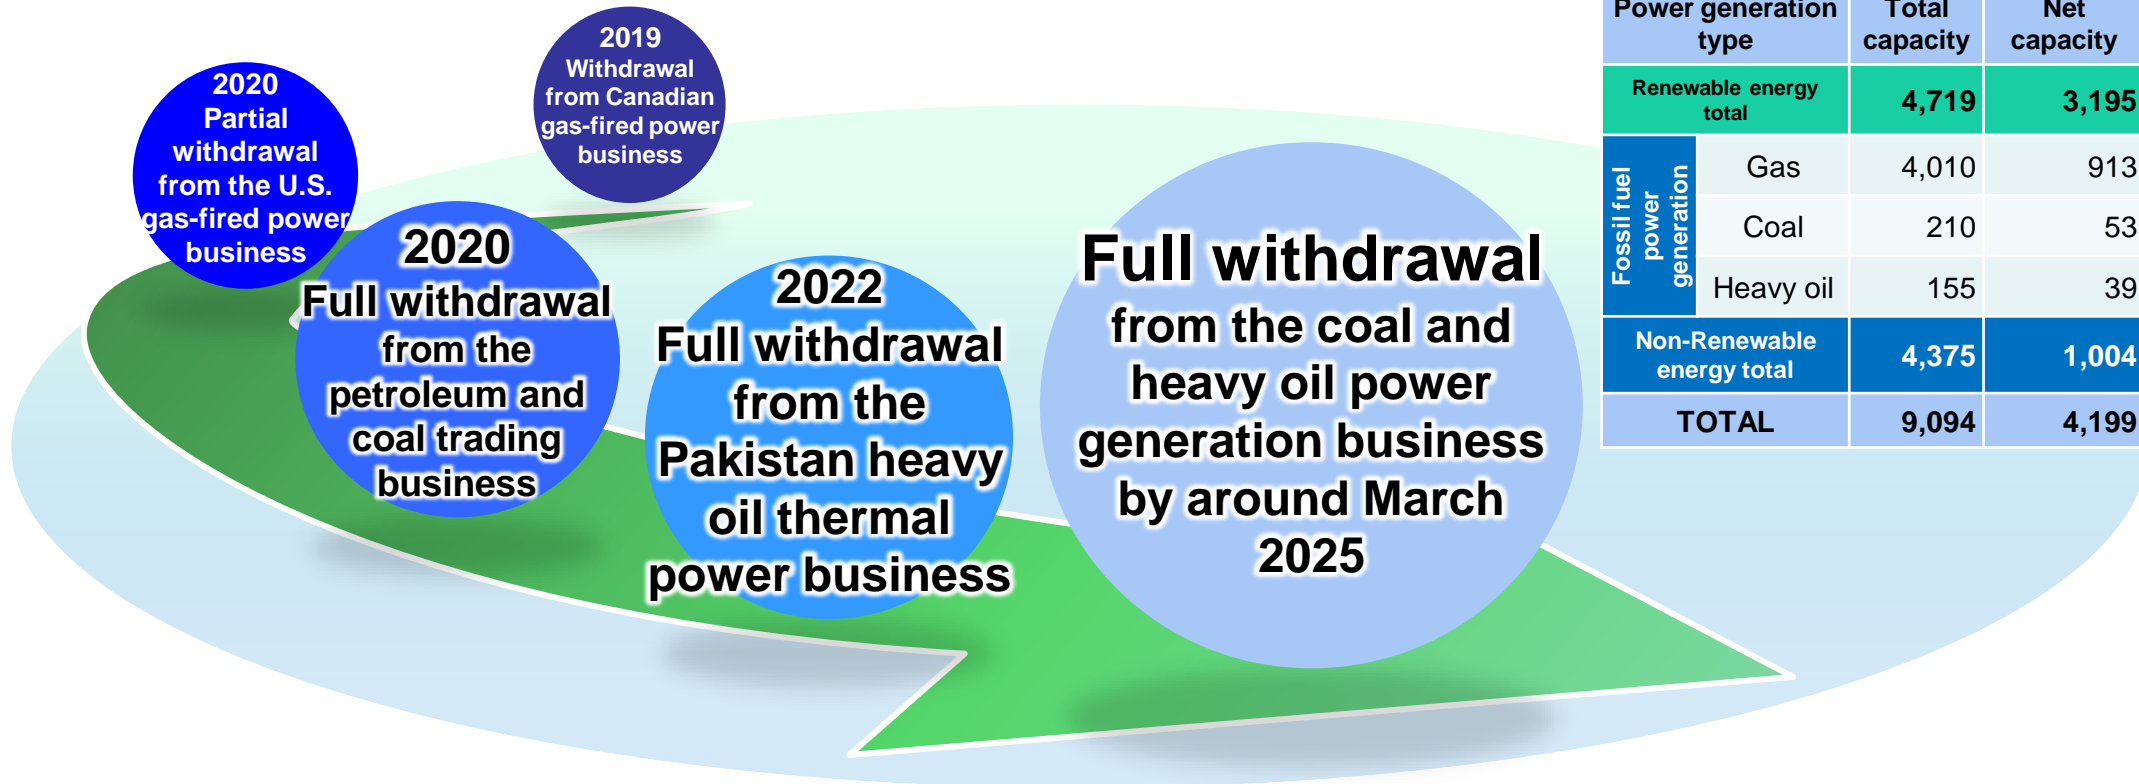 2019
Withdrawal
from Canadian
gas-fired power
business
2020
Partial
withdrawal
from the U.S.
gas-fired power
business
2020
Full withdrawal
from the
petroleum and
coal trading
business
2022
Full withdrawal
from the
Pakistan heavy
oil thermal
power business
Full withdrawal
from the coal and
heavy oil power
generation business
by around March
2025
Power generation type Total capacity Net capacity
Renewable energy total 4,719 3,195
Fossil fuel power generation
Gas 4,010 913
Coal 210 53
Heavy oil 155 39
Non-Renewable energy total 4,375 1,004
TOTAL 9,094 4,199